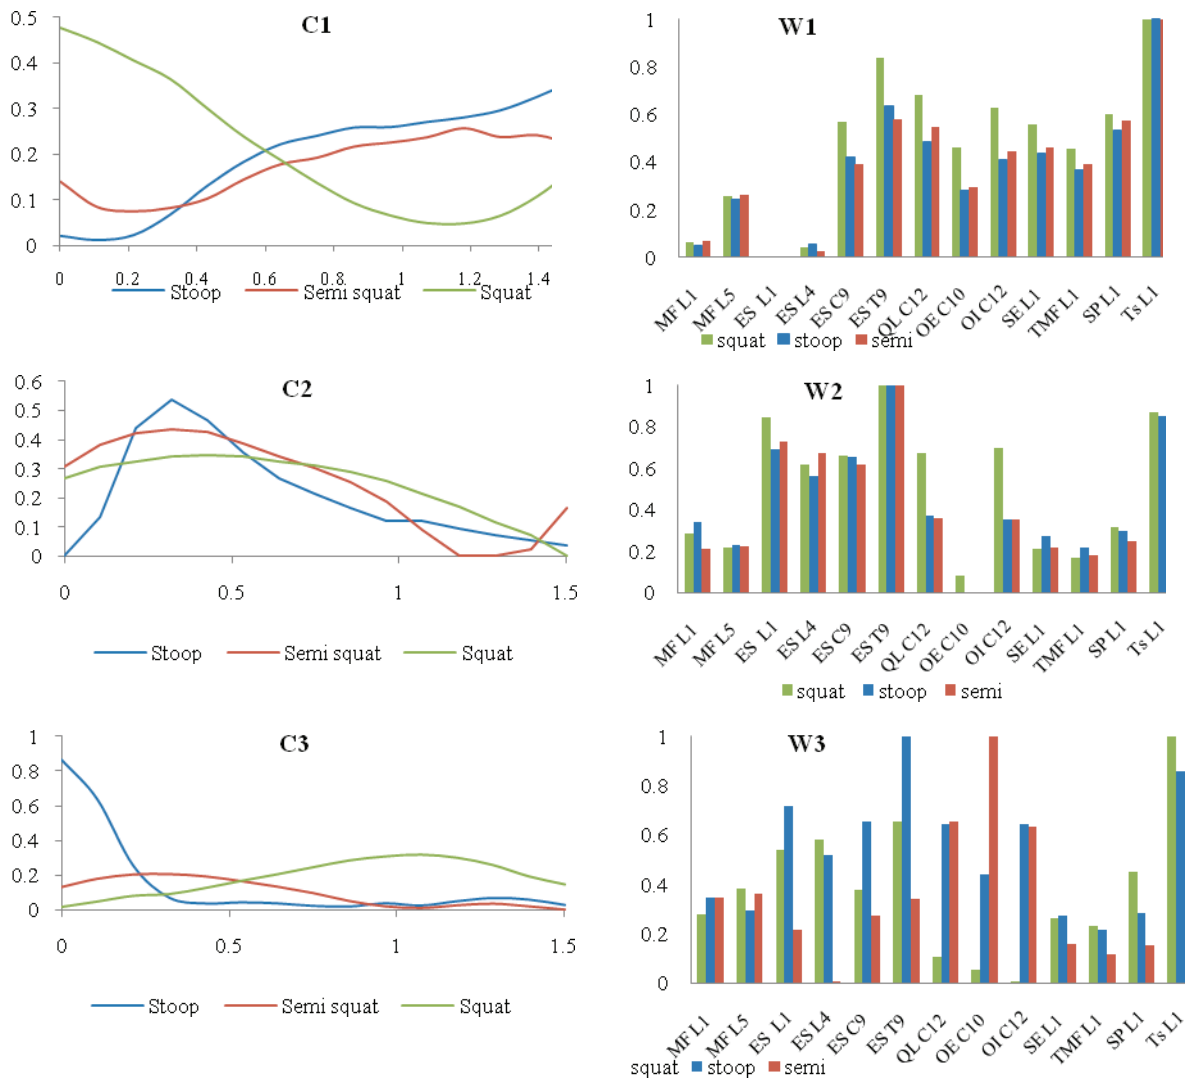 C1
0.5
0.4
0.3
0.2
0.1
0
0 0.2 0.4 0.6 0.8 1 1.2 1.4
Stoop Semi squat Squat
W1
1
0.8
0.6
0.4
0.2
0
MF L1 MF L5 ES L1 ES L4 ES C9 ES T9 QL C12 OE C10 OI C12 SE L1 TMF L1 SP L1 Ts L1
squat stoop semi
C2
0.6
0.5
0.4
0.3
0.2
0.1
0
0 0.5 1 1.5
Stoop Semi squat Squat
W2
1
0.8
0.6
0.4
0.2
0
MF L1 MF L5 ES L1 ES L4 ES C9 ES T9 QL C12 OE C10 OI C12 SE L1 TMF L1 SP L1 Ts L1
squat stoop semi
C3
1
0.8
0.6
0.4
0.2
0
0 0.5 1 1.5
Stoop Semi squat Squat
W3
1
0.8
0.6
0.4
0.2
0
MF L1 MF L5 ES L1 ES L4 ES C9 ES T9 QL C12 OE C10 OI C12 SE L1 TMF L1 SP L1 Ts L1
squat stoop semi